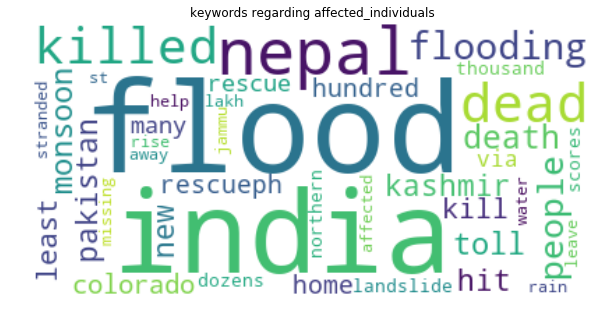 keywords regarding affected_individuals
killed nepal flooding
st rescue hundred thousand
stranded monsoon help lakh
flood dead
many rise away jammu death via
least pakistan missing new rescueph northern affected kashmir people scores
india kill water toll leave
colorado dozens home landslide hit rain